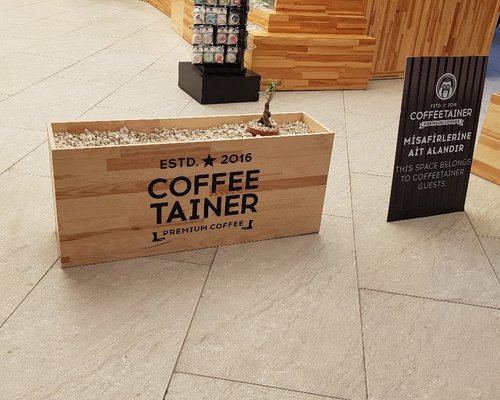 ESTD. ★ 2016
COFFEE
TAINER
PREMIUM COFFEE
ESTD 2016
COFFEETAINER
PREMIUM COFFEE
MİSAFİRLERİNE
AİT ALANDIR
THIS SPACE BELONGS
TO COFFEETAINER
GUESTS